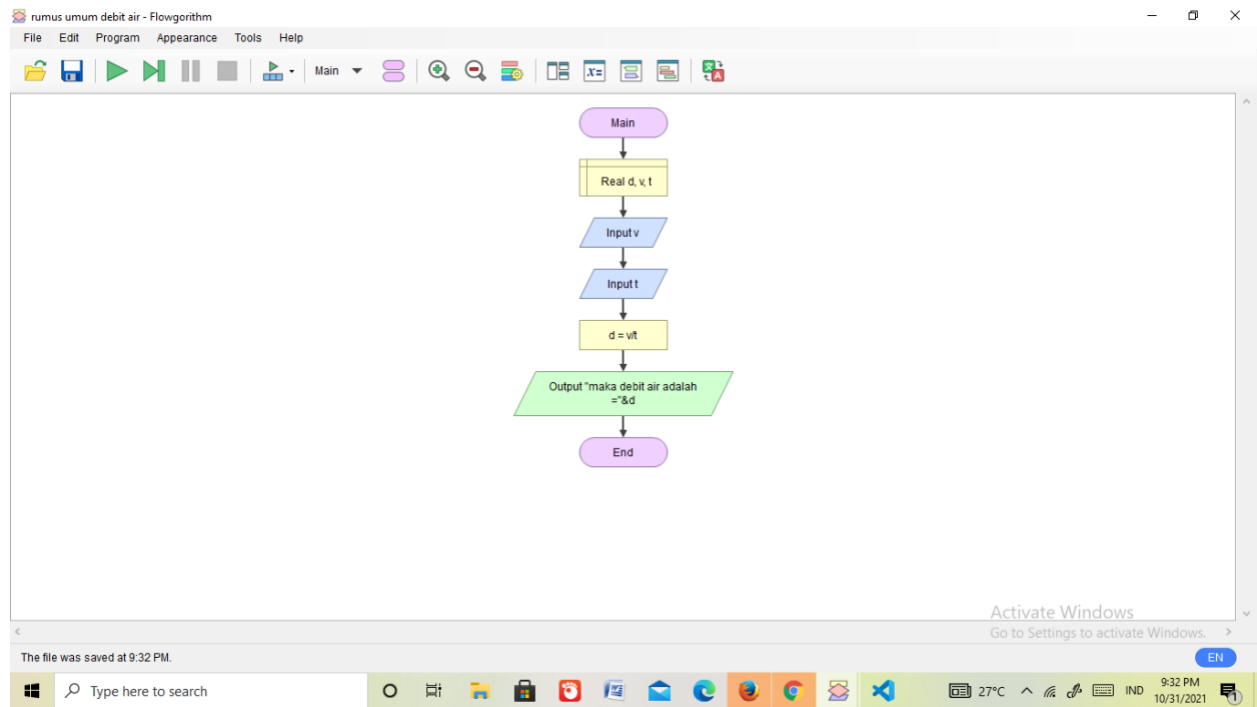 rumus umum debit air - Flowgorithm
File Edit Program Appearance Tools Help
Main
Main
Real d, v, t
Input v
Input t
d = v/t
Output "maka debit air adalah
="&d
End
Activate Windows
Go to Settings to activate Windows.
The file was saved at 9:32 PM.
EN
Type here to search
27°C
IND
9:32 PM
10/31/2021
1